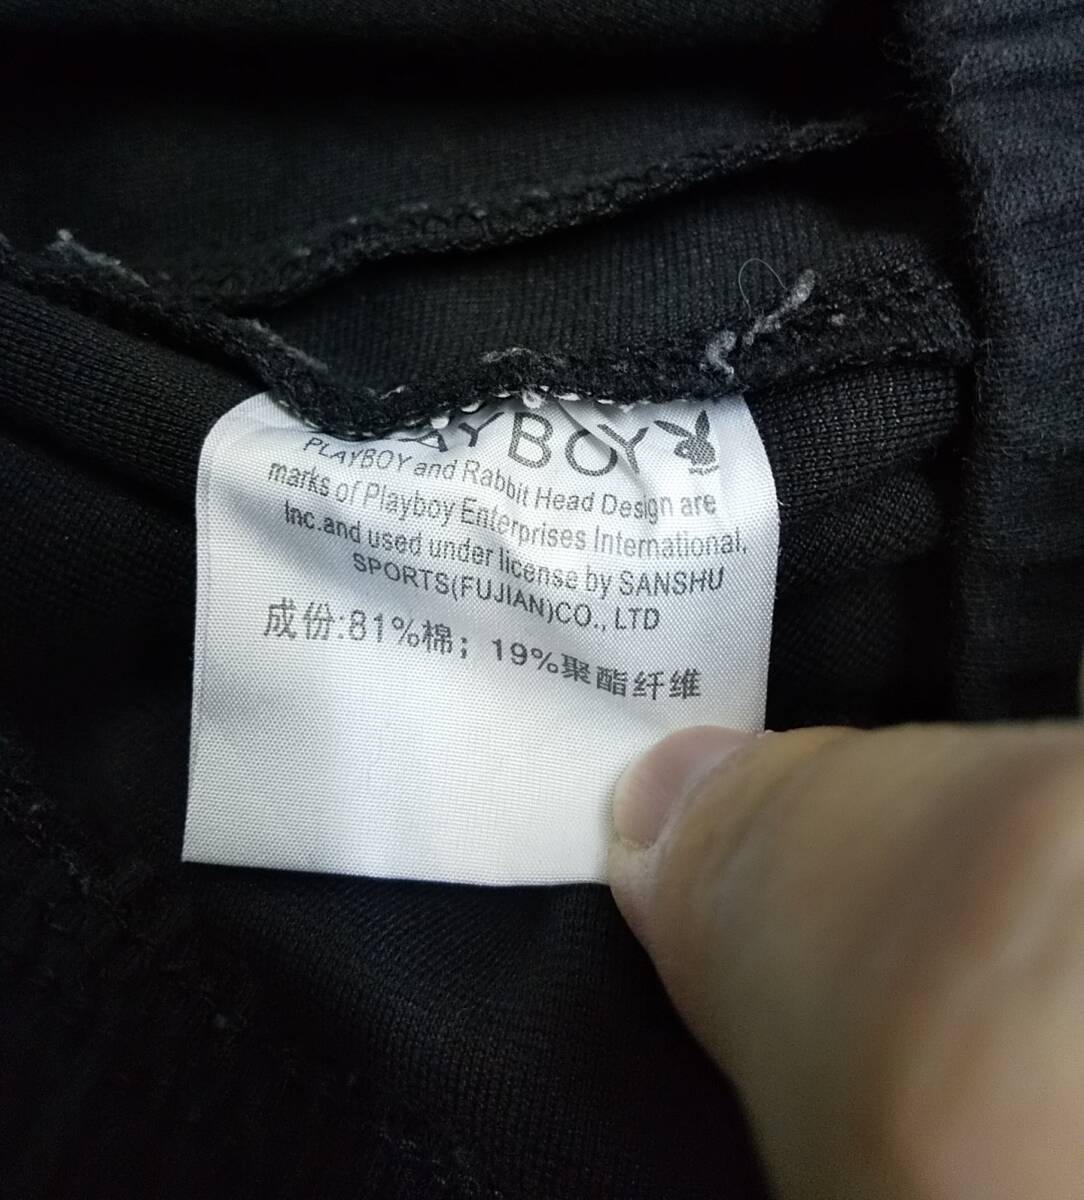 PLAYBOY
PLAYBOY and Rabbit Head Design are
marks of Playboy Enterprises International,
Inc.and used under license by SANSHU
SPORTS(FUJIAN)CO., LTD
成份:81%棉；19%聚酯纤维